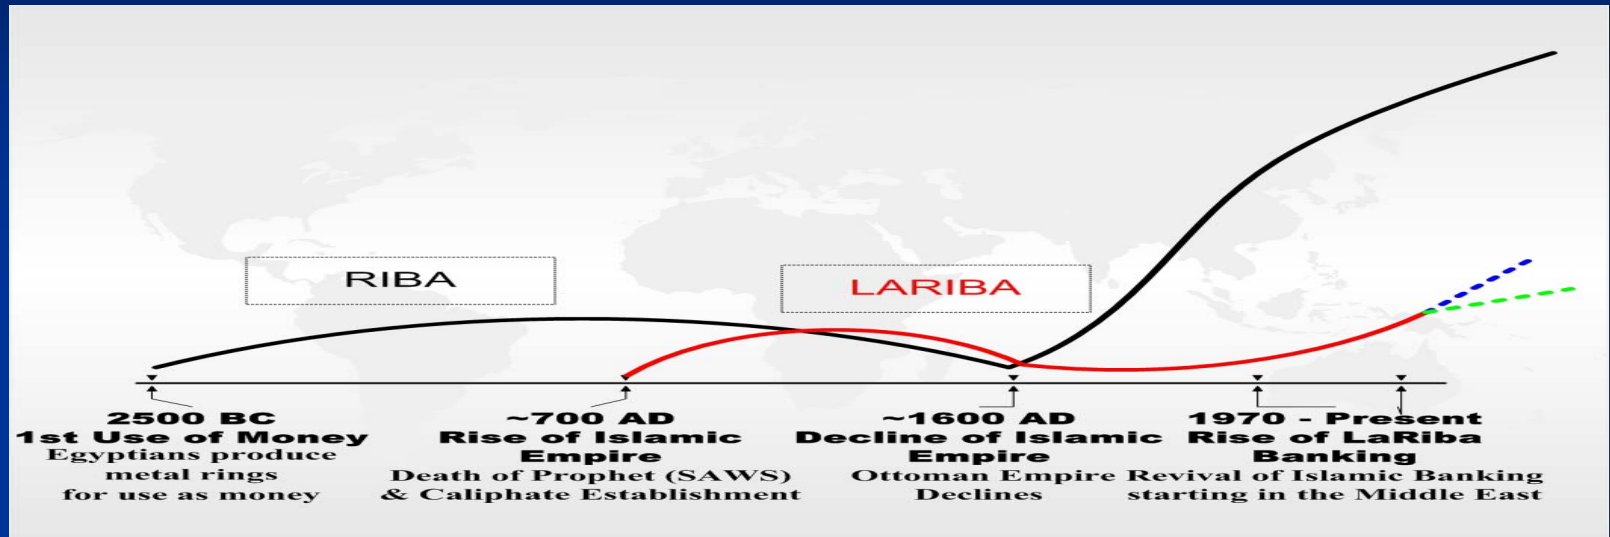 RIBA
LARIBA
2500 BC
1st Use of Money
Egyptians produce
metal rings
for use as money
~700 AD
Rise of Islamic
Empire
Death of Prophet (SAWS)
& Caliphate Establishment
~1600 AD
Decline of Islamic
Empire
Ottoman Empire
Declines
1970 - Present
Rise of LaRiba
Banking
Revival of Islamic Banking
starting in the Middle East